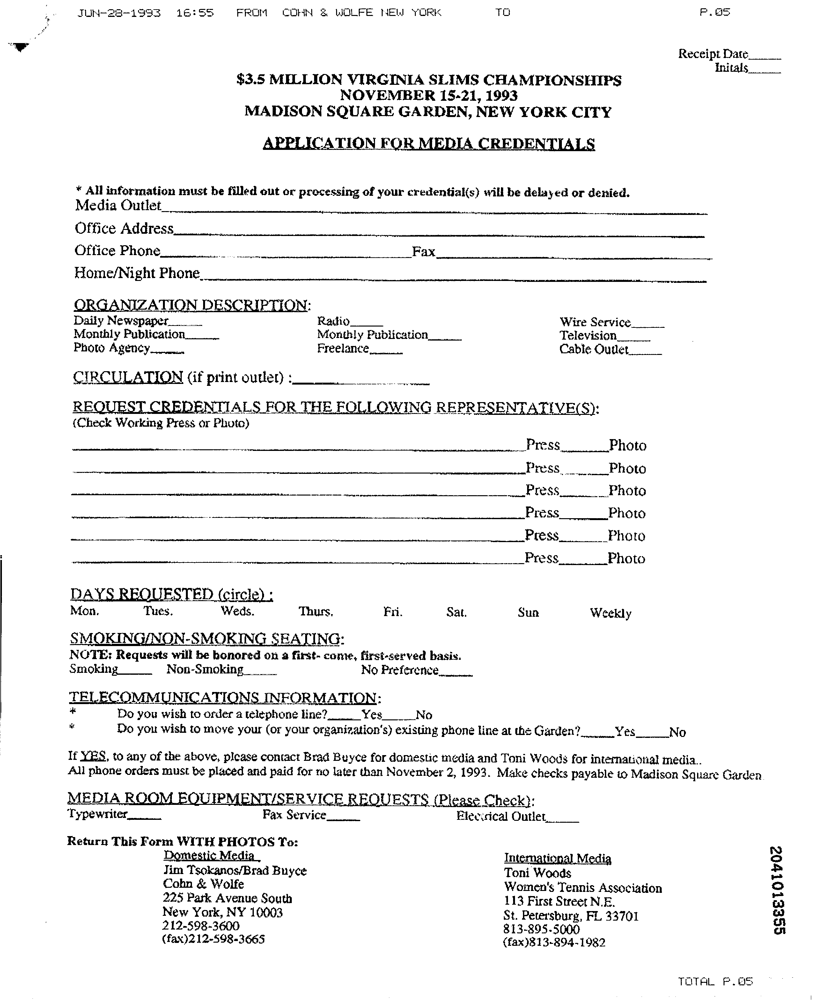 JUN-28-1993 16:55 FROM COHN & WOLFE NEW YORK TO P.05
Receipt Date_____
Initals_____
$3.5 MILLION VIRGINIA SLIMS CHAMPIONSHIPS
NOVEMBER 15-21, 1993
MADISON SQUARE GARDEN, NEW YORK CITY
APPLICATION FOR MEDIA CREDENTIALS
* All information must be filled out or processing of your credential(s) will be delayed or denied.
Media Outlet_____
Office Address_____
Office Phone_____Fax_____
Home/Night Phone_____
ORGANIZATION DESCRIPTION:
Daily Newspaper_____ Radio_____ Wire Service_____
Monthly Publication_____ Monthly Publication_____ Television_____
Photo Agency_____ Freelance_____ Cable Outlet_____
CIRCULATION (if print outlet) :_____
REQUEST CREDENTIALS FOR THE FOLLOWING REPRESENTATIVE(S):
(Check Working Press or Photo)
_____Press_____Photo
_____Press_____Photo
_____Press_____Photo
_____Press_____Photo
_____Press_____Photo
_____Press_____Photo
DAYS REQUESTED (circle) :
Mon. Tues. Weds. Thurs. Fri. Sat. Sun Weekly
SMOKING/NON-SMOKING SEATING:
NOTE: Requests will be honored on a first- come, first-served basis.
Smoking_____ Non-Smoking_____ No Preference_____
TELECOMMUNICATIONS INFORMATION:
* Do you wish to order a telephone line?_____Yes_____No
* Do you wish to move your (or your organization's) existing phone line at the Garden?_____Yes_____No
If YES, to any of the above, please contact Brad Buyce for domestic media and Toni Woods for international media..
All phone orders must be placed and paid for no later than November 2, 1993. Make checks payable to Madison Square Garden
MEDIA ROOM EQUIPMENT/SERVICE REQUESTS (Please Check):
Typewriter_____ Fax Service_____ Electrical Outlet_____
Return This Form WITH PHOTOS To:
Domestic Media
Jim Tsokanos/Brad Buyce
Cohn & Wolfe
225 Park Avenue South
New York, NY 10003
212-598-3600
(fax)212-598-3665
International Media
Toni Woods
Women's Tennis Association
113 First Street N.E.
St. Petersburg, FL 33701
813-895-5000
(fax)813-894-1982
2041013355
TOTAL P.05